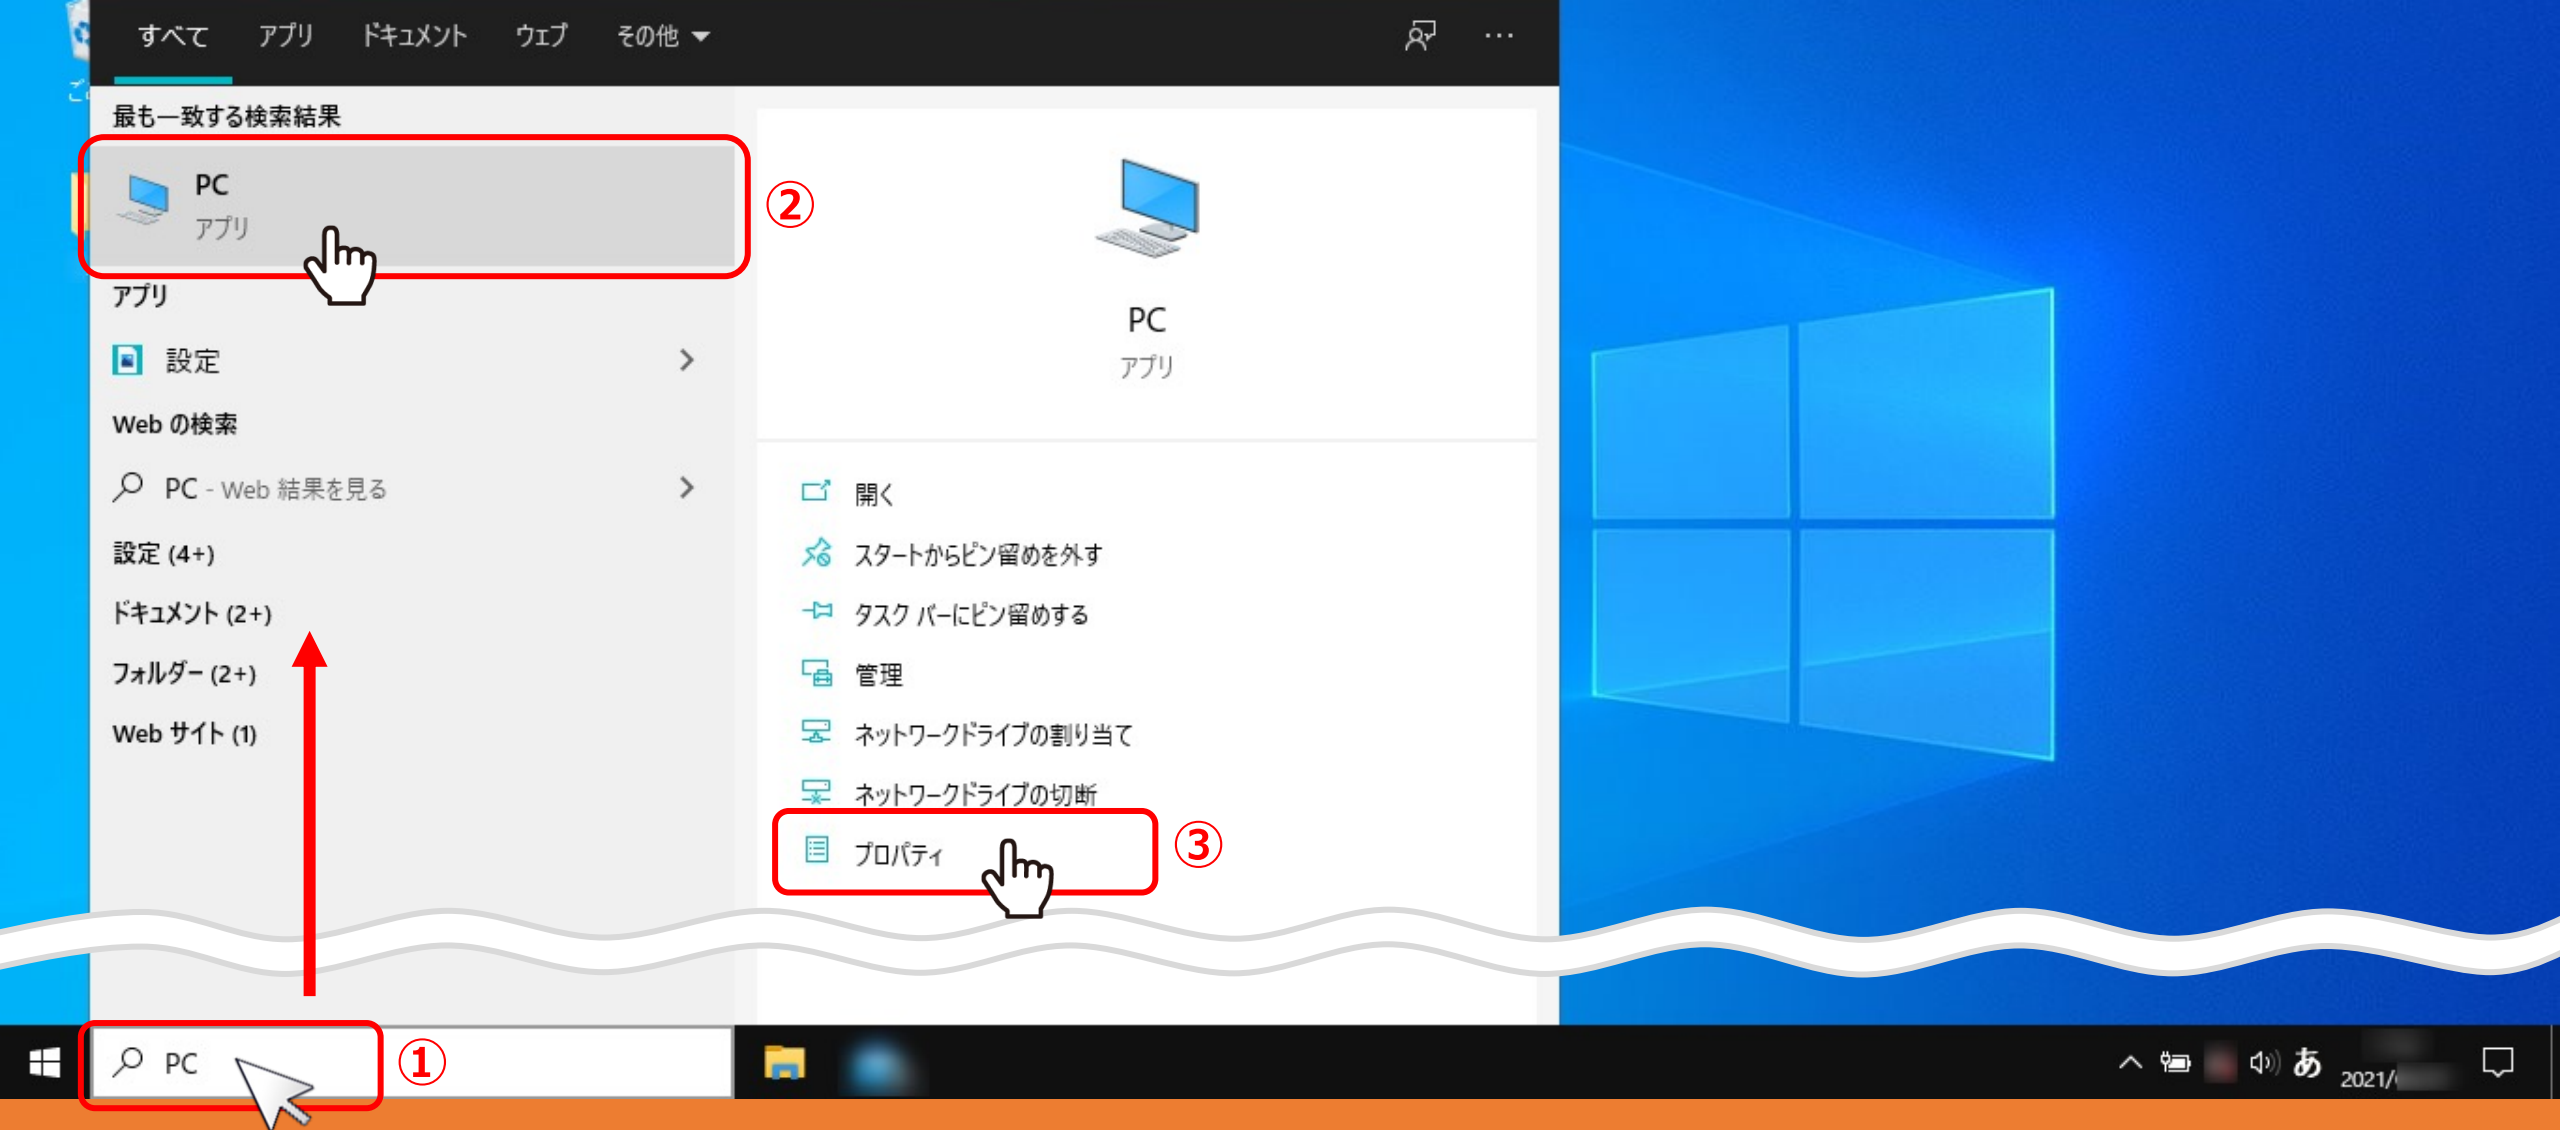 すべて アプリ ドキュメント ウェブ その他
最も一致する検索結果
PC
アプリ
②
アプリ
設定
Web の検索
PC - Web 結果を見る
設定 (4+)
ドキュメント (2+)
フォルダー (2+)
Web サイト (1)
PC
アプリ
開く
スタートからピン留めを外す
タスク バーにピン留めする
管理
ネットワークドライブの割り当て
ネットワークドライブの切断
プロパティ
③
PC
①
あ
2021/